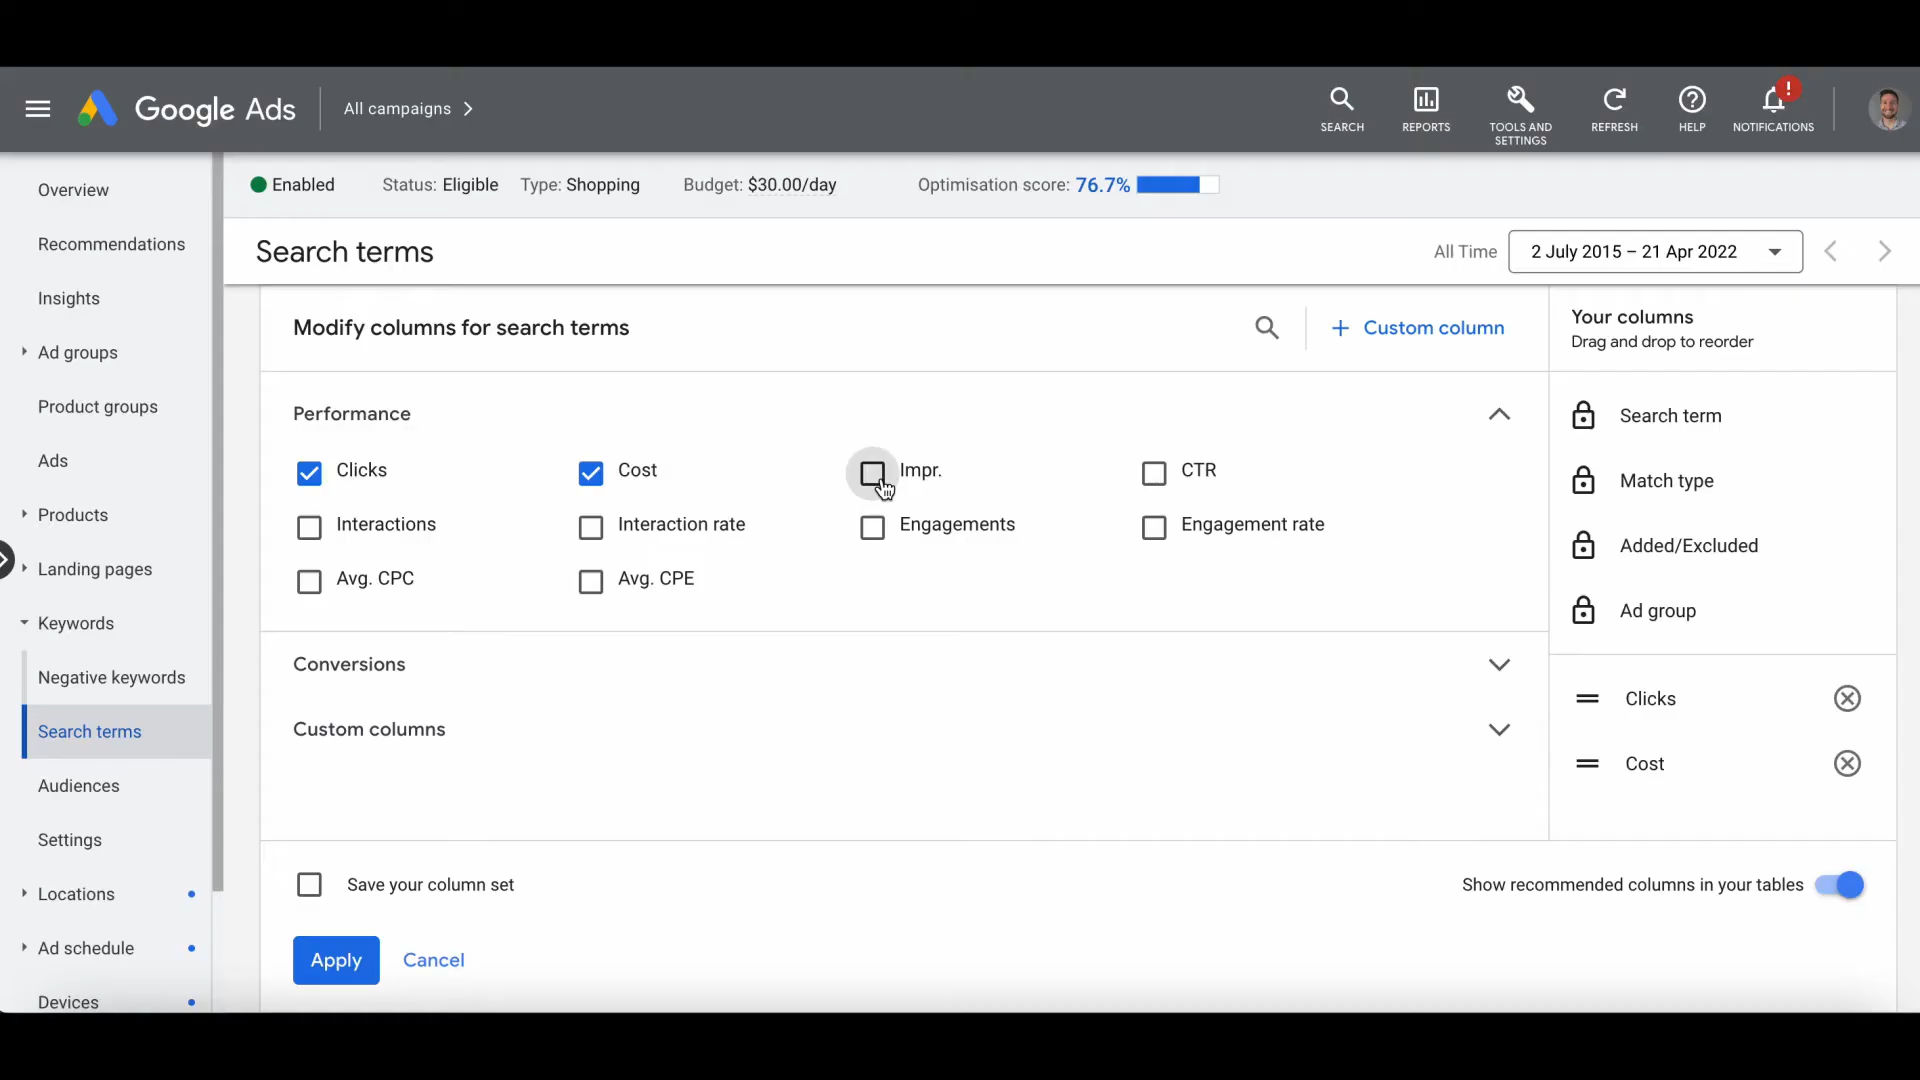 Google Ads
All campaigns
SEARCH
REPORTS
TOOLS AND
SETTINGS
REFRESH
HELP
!
NOTIFICATIONS
Overview
Recommendations
Insights
Ad groups
Product groups
Ads
Products
Landing pages
Keywords
Negative keywords
Search terms
Audiences
Settings
Locations
Ad schedule
Devices
Enabled
Status: Eligible
Type: Shopping
Budget: $30.00/day
Optimisation score: 76.7%
Search terms
All Time
2 July 2015 – 21 Apr 2022
Modify columns for search terms
+ Custom column
Performance
Clicks
Cost
Impr.
CTR
Interactions
Interaction rate
Engagements
Engagement rate
Avg. CPC
Avg. CPE
Conversions
Custom columns
Your columns
Drag and drop to reorder
Search term
Match type
Added/Excluded
Ad group
Clicks
Cost
Save your column set
Show recommended columns in your tables
Apply
Cancel